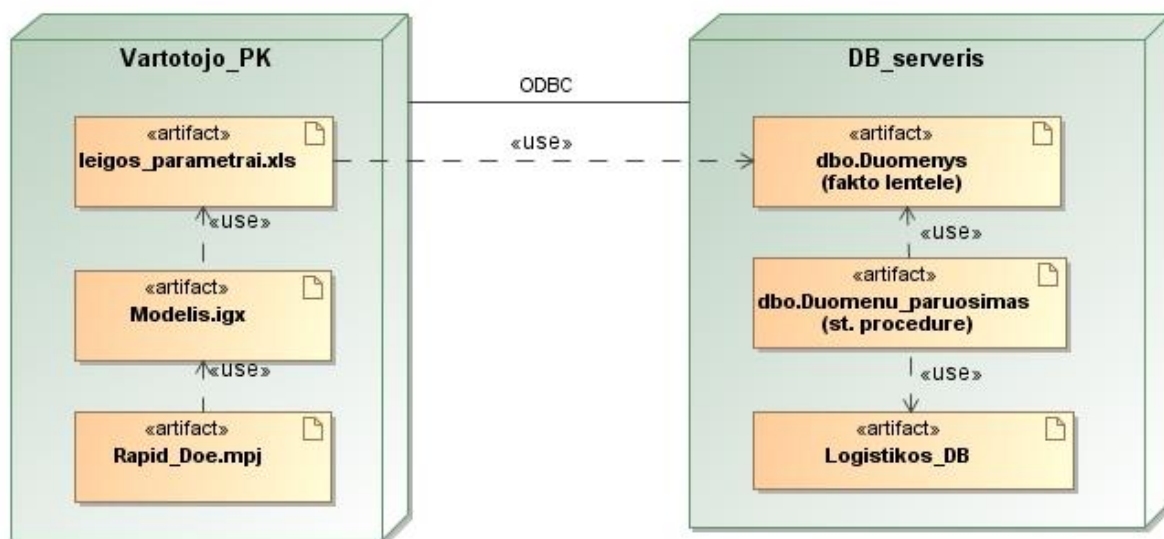 Vartotojo_PK
«artifact»
Ieigos_parametrai.xls
«use»
«artifact»
Modelis.igx
«use»
«artifact»
Rapid_Doe.mpj
ODBC
«use»
DB_serveris
«artifact»
dbo.Duomenys
(fakto lentele)
«use»
«artifact»
dbo.Duomenu_paruosimas
(st. procedure)
«use»
«artifact»
Logistikos_DB